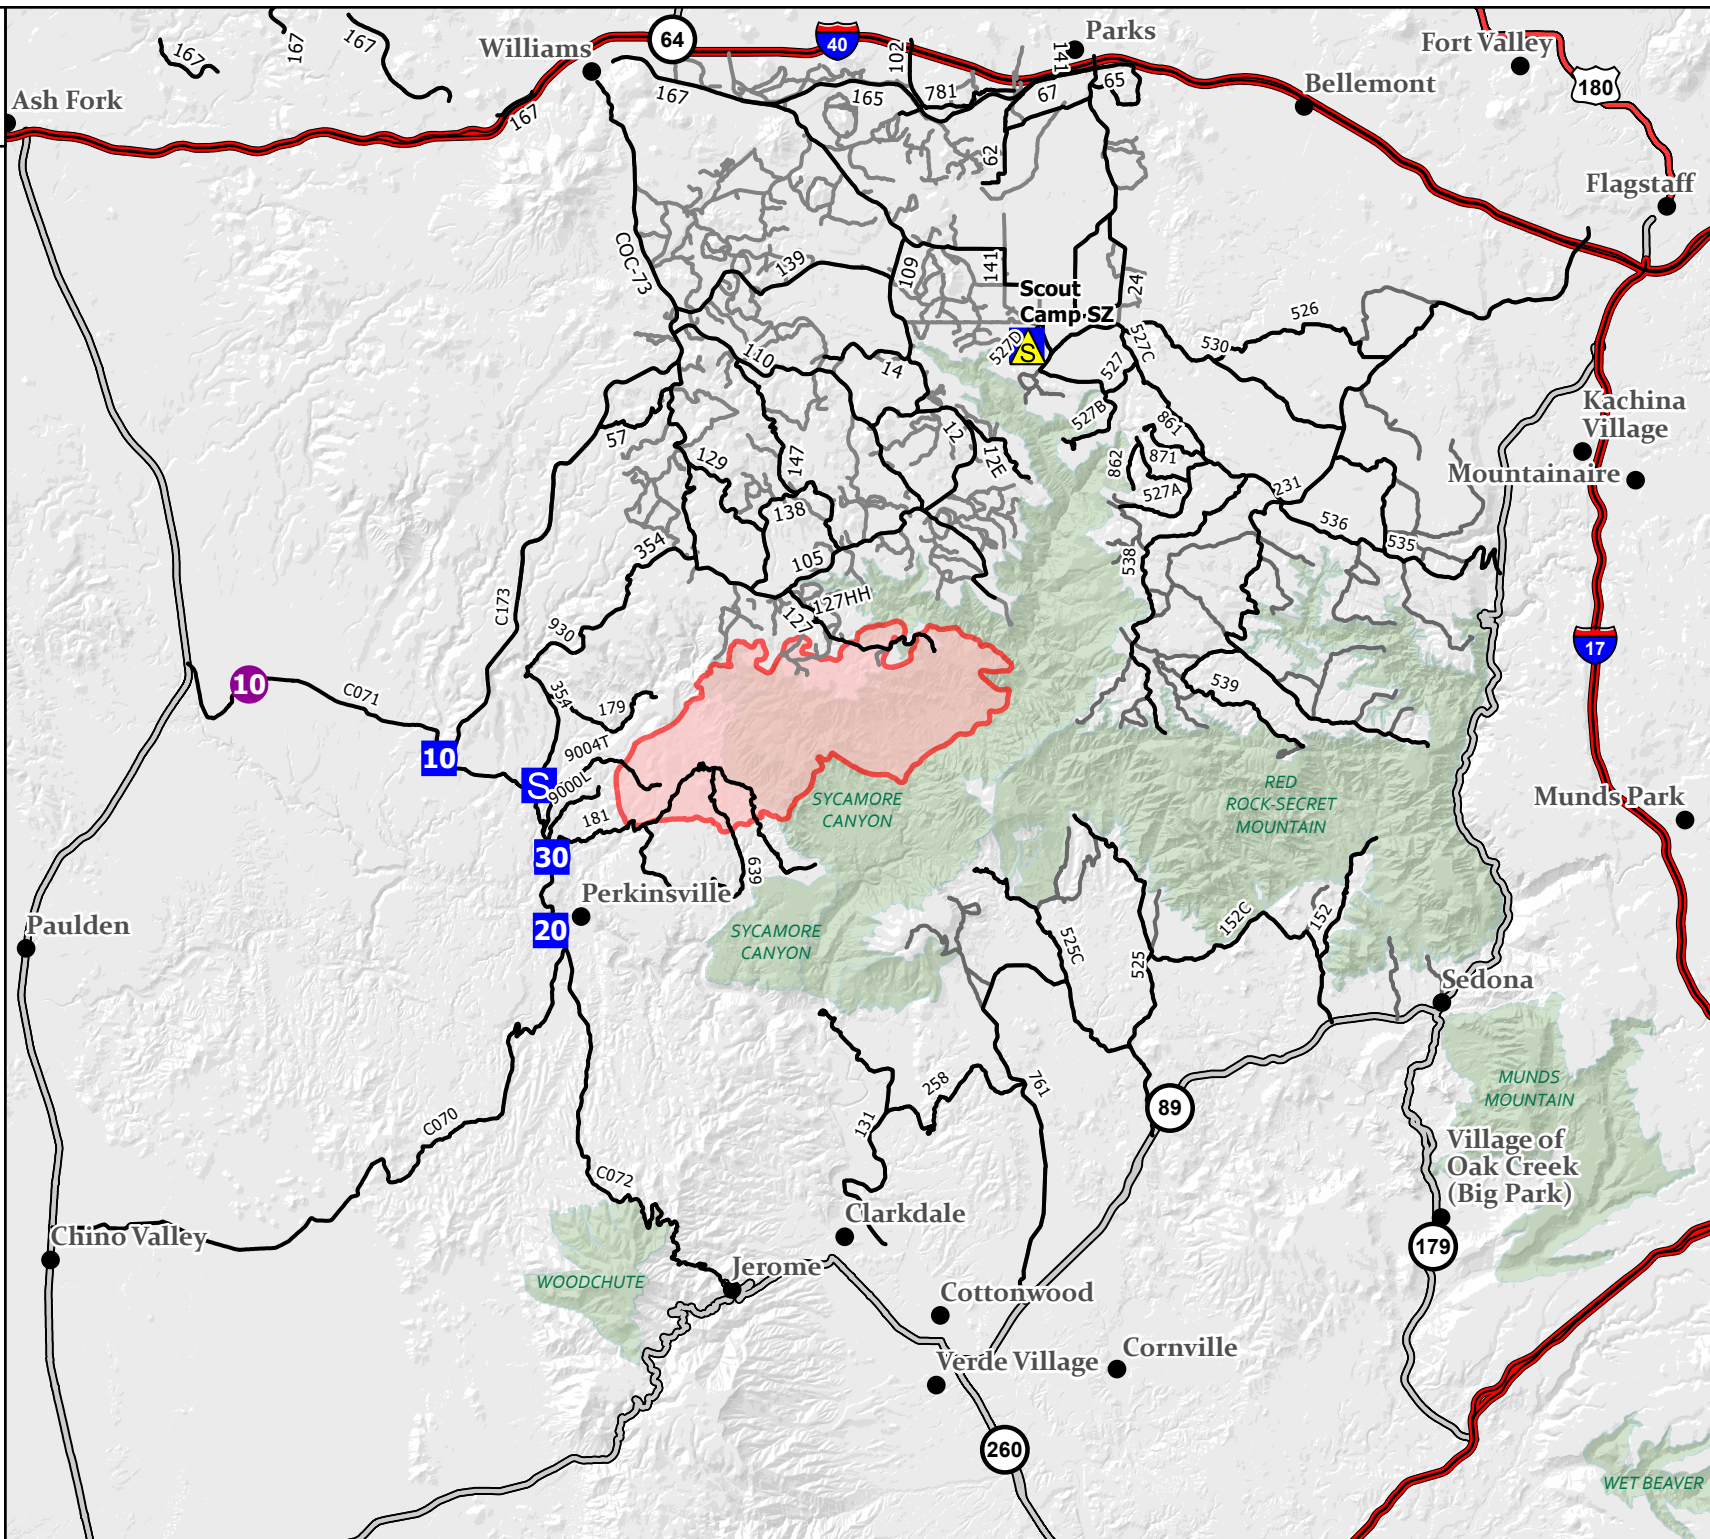 167
167
167
Williams
64
40
102
141
Parks
Fort Valley
180
Ash Fork
167
167
165
781
67
65
Bellemont
62
Flagstaff
COC-73
139
109
141
24
Scout
Camp SZ
S
527D
527C
530
526
110
14
527
527B
861
Kachina
Village
57
129
147
12
12E
862
871
527A
231
Mountainaire
138
536
535
354
105
538
C173
930
127
127HH
17
10
C071
354
179
539
10
9004T
S
9000L
181
30
639
SYCAMORE
CANYON
RED
ROCK-SECRET
MOUNTAIN
Munds Park
Perkinsville
Paulden
20
SYCAMORE
CANYON
525C
525
152C
152
Sedona
C070
C072
131
258
761
89
MUNDS
MOUNTAIN
Village of
Oak Creek
(Big Park)
Chino Valley
Clarkdale
179
WOODCHUTE
Jerome
Cottonwood
Verde Village
Cornville
260
WET BEAVER